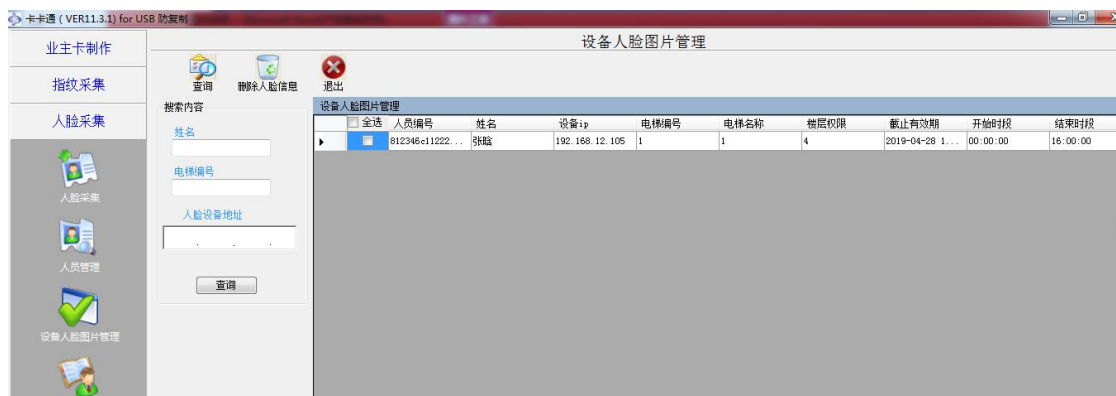 卡卡通 ( VER11.3.1) for USB 防复制
业主卡制作
指纹采集
人脸采集
人脸采集
人员管理
设备人脸图片管理
设备人脸图片管理
查询 删除人脸信息 退出
搜索内容
姓名
电梯编号
人脸设备地址
. . .
查询
设备人脸图片管理
全选 人员编号 姓名 设备ip 电梯编号 电梯名称 楼层权限 截止有效期 开始时段 结束时段
812346c11222... 张晗 192.168.12.105 1 1 4 2019-04-28 1... 00:00:00 16:00:00